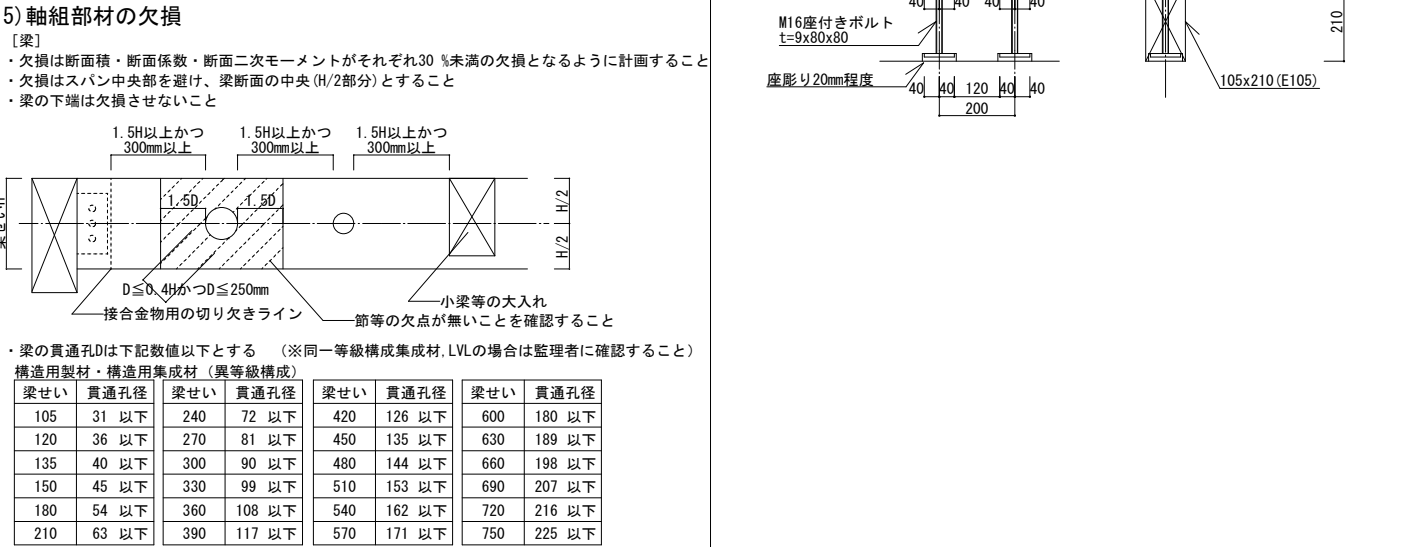 5)軸組部材の欠損
［梁］
・欠損は断面積・断面係数・断面二次モーメントがそれぞれ30 %未満の欠損となるように計画すること
・欠損はスパン中央部を避け、梁断面の中央(H/2部分)とすること
・梁の下端は欠損させないこと
1.5H以上かつ 1.5H以上かつ 1.5H以上かつ
300mm以上 300mm以上 300mm以上
1.5D 1.5D
H/2
H/2
D≦0.4HかつD≦250mm
小梁等の大入れ
接合金物用の切り欠きライン
節等の欠点が無いことを確認すること
・梁の貫通孔Dは下記数値以下とする （※同一等級構成集成材,LVLの場合は監理者に確認すること）
構造用製材・構造用集成材（異等級構成）
梁せい 貫通孔径 梁せい 貫通孔径 梁せい 貫通孔径 梁せい 貫通孔径
105 31 以下 240 72 以下 420 126 以下 600 180 以下
120 36 以下 270 81 以下 450 135 以下 630 189 以下
135 40 以下 300 90 以下 480 144 以下 660 198 以下
150 45 以下 330 99 以下 510 153 以下 690 207 以下
180 54 以下 360 108 以下 540 162 以下 720 216 以下
210 63 以下 390 117 以下 570 171 以下 750 225 以下
40 40 40 40
M16座付きボルト
t=9x80x80
座彫り20mm程度
40 40 120 40 40
200
210
105x210(E105)